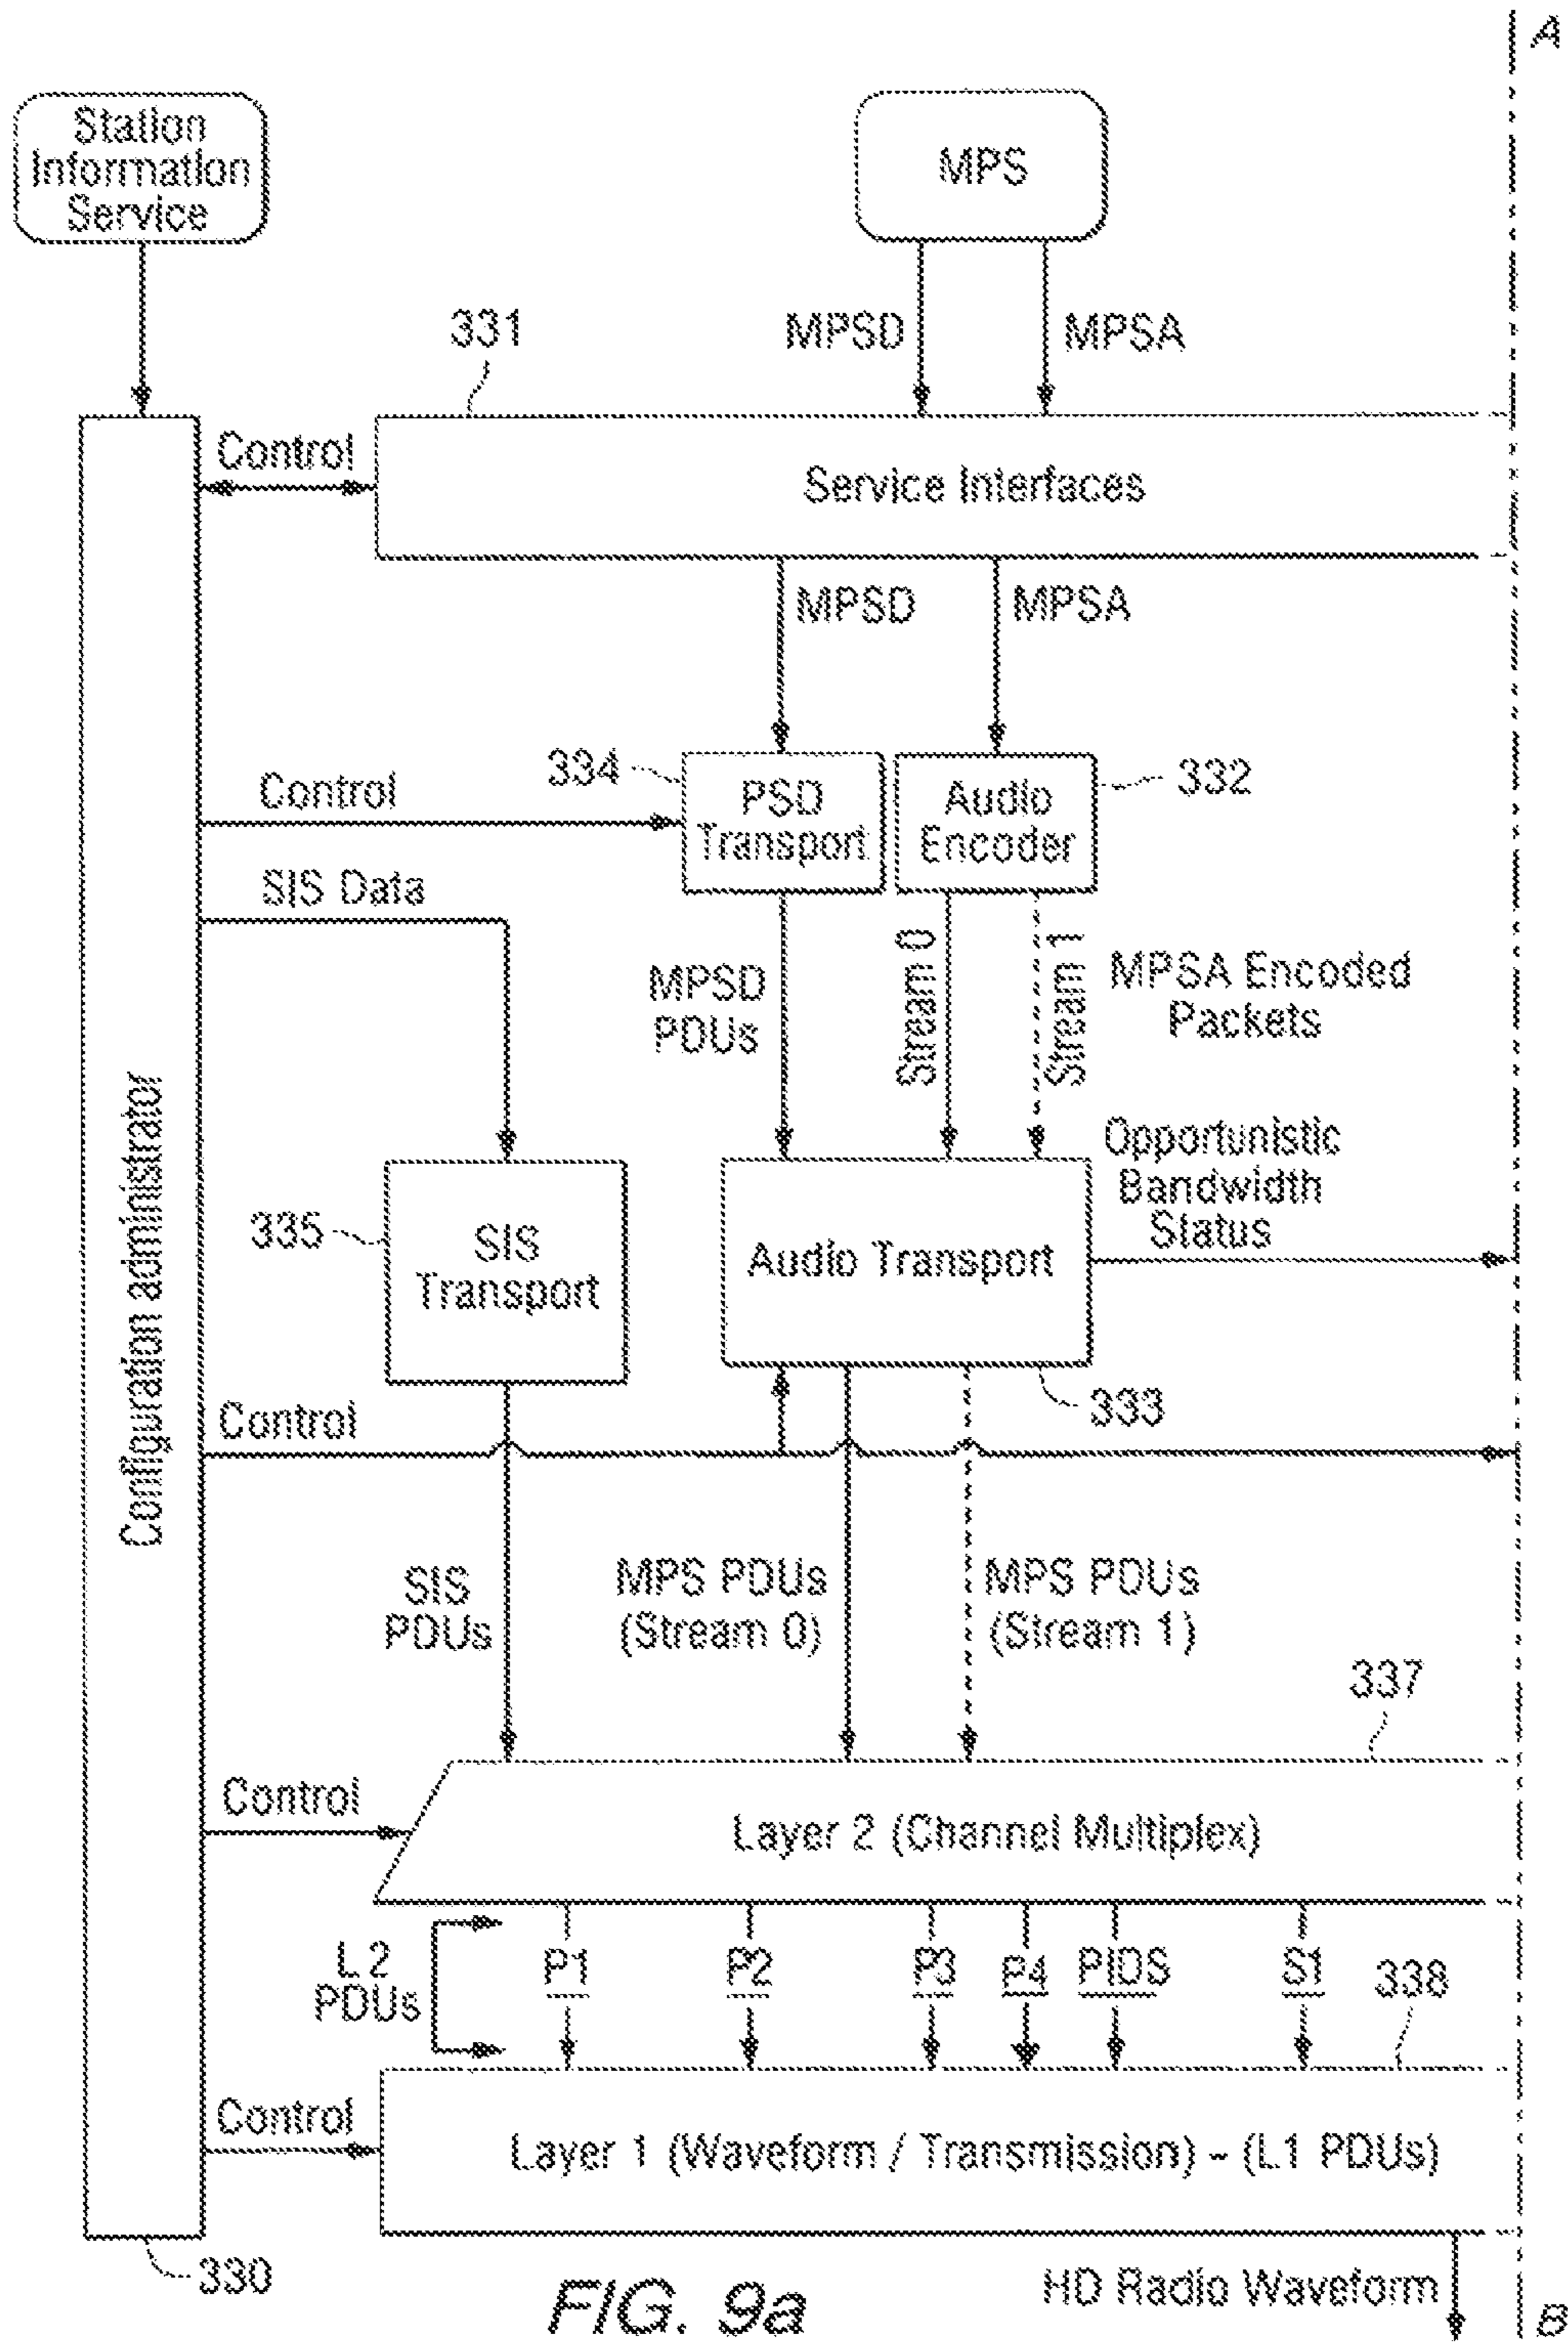 A
Station
Information
Service
MPS
331
MPSD
MPSA
Control
Service Interfaces
MPSD
MPSA
334
332
Control
PSD
Transport
Audio
Encoder
SIS Data
MPSD
PDUs
Stream 0
Stream 1
MPSA Encoded
Packets
Configuration administrator
Opportunistic
Bandwidth
Status
335
SIS
Transport
Audio Transport
333
Control
SIS
PDUs
MPS PDUs
(Stream 0)
MPS PDUs
(Stream 1)
337
Control
Layer 2 (Channel Multiplex)
L2
PDUs
P1
P2
P3
P4
PIDS
S1
338
Control
Layer 1 (Waveform / Transmission) - (L1 PDUs)
330
HD Radio Waveform
FIG. 9a
B